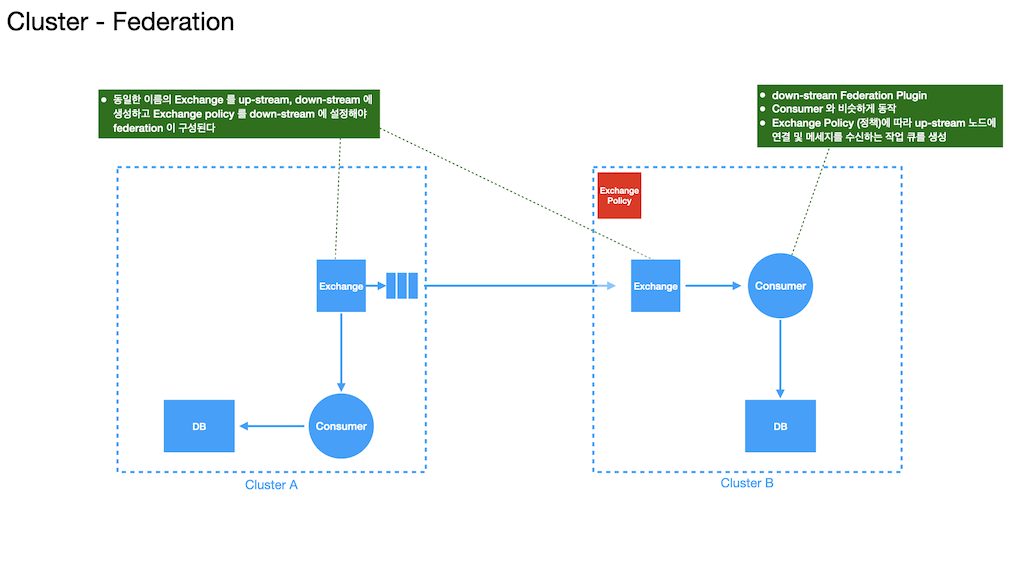 Cluster - Federation
• 동일한 이름의 Exchange 를 up-stream, down-stream 에
생성하고 Exchange policy 를 down-stream 에 설정해야
federation 이 구성된다
• down-stream Federation Plugin
• Consumer 와 비슷하게 동작
• Exchange Policy (정책)에 따라 up-stream 노드에
연결 및 메세지를 수신하는 작업 큐를 생성
Exchange
Policy
Exchange
Exchange
Consumer
DB
Consumer
DB
Cluster A
Cluster B